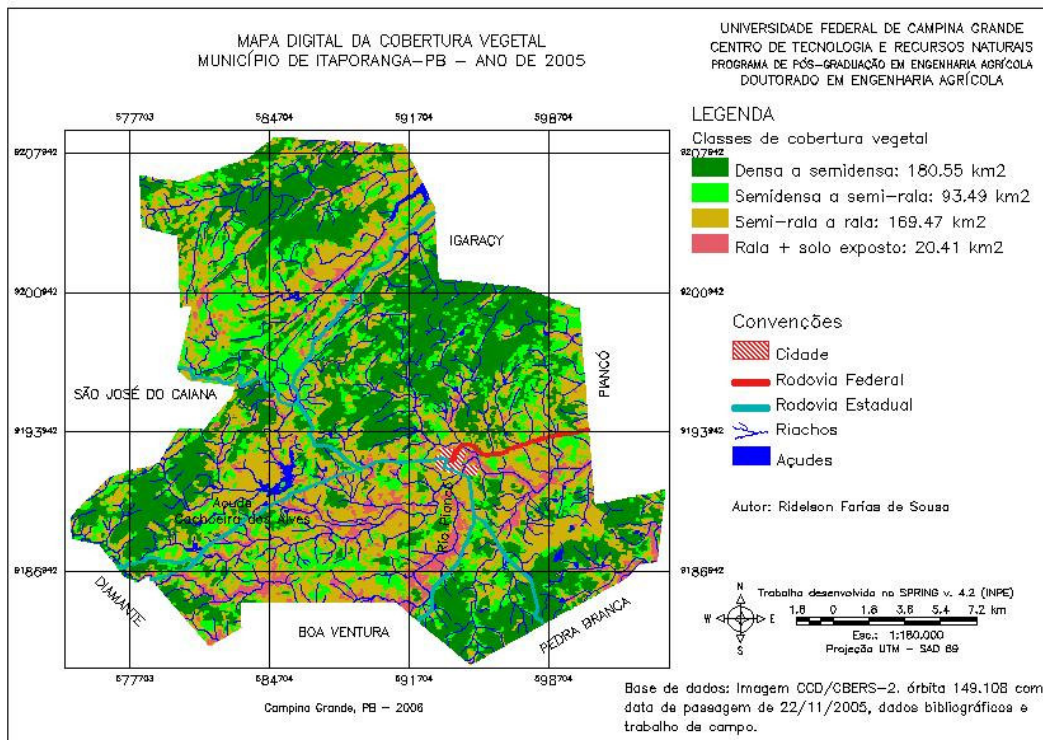 MAPA DIGITAL DA COBERTURA VEGETAL
MUNICÍPIO DE ITAPORANGA-PB - ANO DE 2005
UNIVERSIDADE FEDERAL DE CAMPINA GRANDE
CENTRO DE TECNOLOGIA E RECURSOS NATURAIS
PROGRAMA DE PÓS-GRADUAÇÃO EM ENGENHARIA AGRÍCOLA
DOUTORADO EM ENGENHARIA AGRÍCOLA
LEGENDA
Classes de cobertura vegetal
Densa a semidensa: 180.55 km2
Semidensa a semi-rala: 93.49 km2
Semi-rala a rala: 169.47 km2
Rala + solo exposto: 20.41 km2
Convenções
Cidade
Rodovia Federal
Rodovia Estadual
Riachos
Açudes
Autor: Ridelson Farias de Sousa
577703 584704 591704 598704
9207942 9207942
IGARACY
9200942 9200942
SÃO JOSÉ DO CAIANA
PIANCÓ
9193942 9193942
Açude
Cachoeira dos Alves
Rio Piancó
9186942 9186942
DIAMANTE
BOA VENTURA
PEDRA BRANCA
577703 584704 591704 598704
N
W E
S
Trabalho desenvolvido no SPRING v. 4.2 (INPE)
1.8 0 1.8 3.6 5.4 7.2 km
Esc.: 1:180.000
Projeção UTM - SAD 69
Campina Grande, PB - 2006
Base de dados: Imagem CCD/CBERS-2. órbita 149.108 com
data de passagem de 22/11/2005, dados bibliográficos e
trabalho de campo.